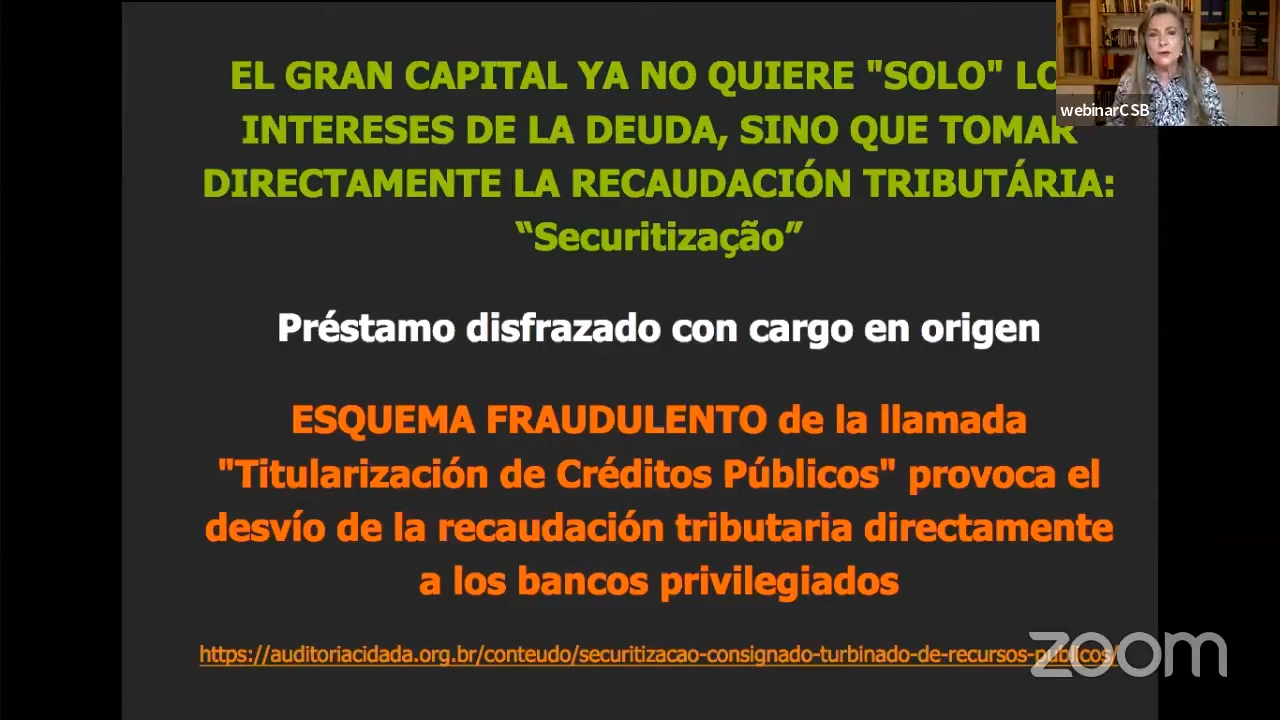 EL GRAN CAPITAL YA NO QUIERE "SOLO" LO
INTERESES DE LA DEUDA, SINO QUE TOMAR
DIRECTAMENTE LA RECAUDACIÓN TRIBUTÁRIA:
“Securitização”
Préstamo disfrazado con cargo en origen
ESQUEMA FRAUDULENTO de la llamada
"Titularización de Créditos Públicos" provoca el
desvío de la recaudación tributaria directamente
a los bancos privilegiados
https://auditoriacidada.org.br/conteudo/securitizacao-consignado-turbinado-de-recursos-publicos/
webinarCSB
zoom